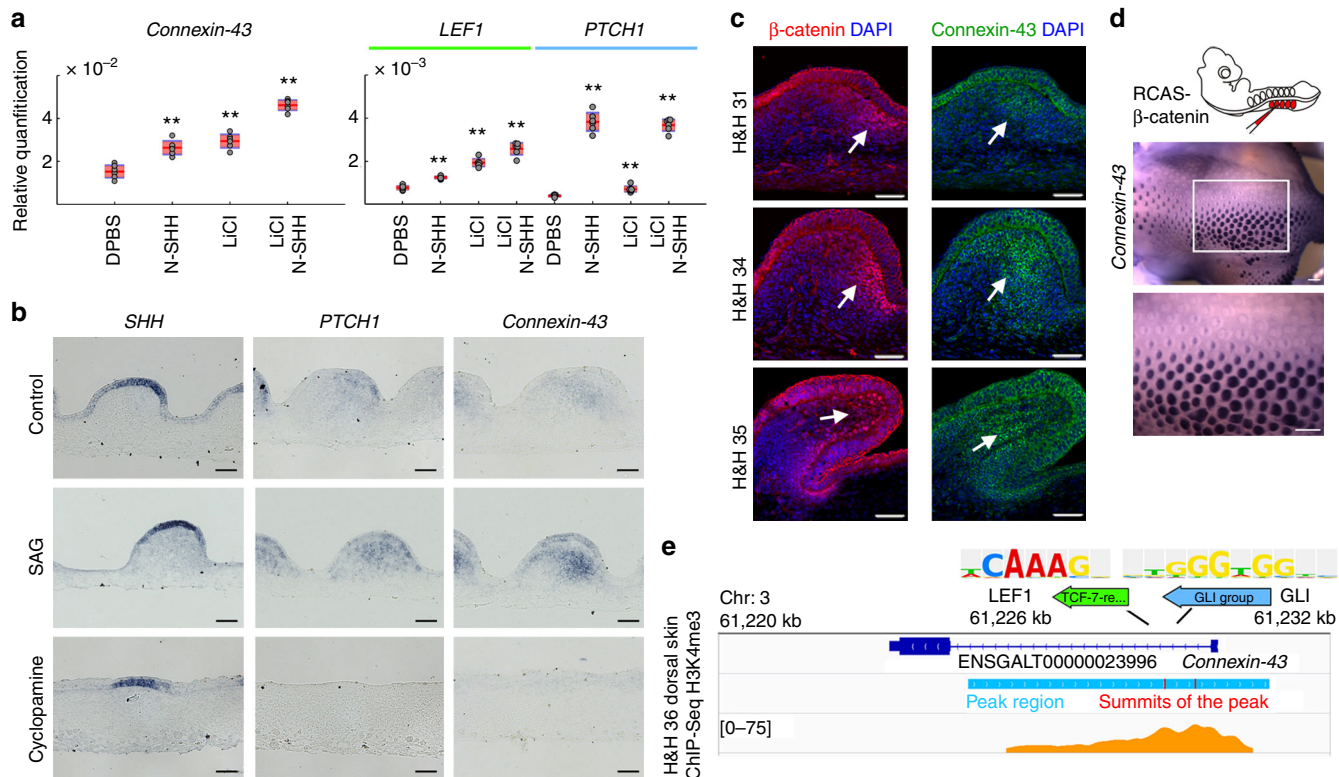 a
Connexin-43
LEF1
PTCH1
Relative quanfitication
× 10⁻²
4
2
× 10⁻³
4
2
DPBS
N-SHH
LiCl
LiCl
N-SHH
DPBS
N-SHH
LiCl
LiCl
N-SHH
DPBS
N-SHH
LiCl
LiCl
N-SHH
**
**
**
**
**
**
**
**
**
b
SHH
PTCH1
Connexin-43
Control
SAG
Cyclopamine
c
β-catenin DAPI
Connexin-43 DAPI
H&H 31
H&H 34
H&H 35
d
RCAS-
β-catenin
Connexin-43
e
CAAAG
TGGGTGG
LEF1
TCF-7-re...
GLI group
GLI
Chr: 3
61,220 kb
61,226 kb
61,232 kb
H&H 36 dorsal skin
ChIP-Seq H3K4me3
ENSGALT00000023996
Connexin-43
Peak region
Summits of the peak
[0–75]